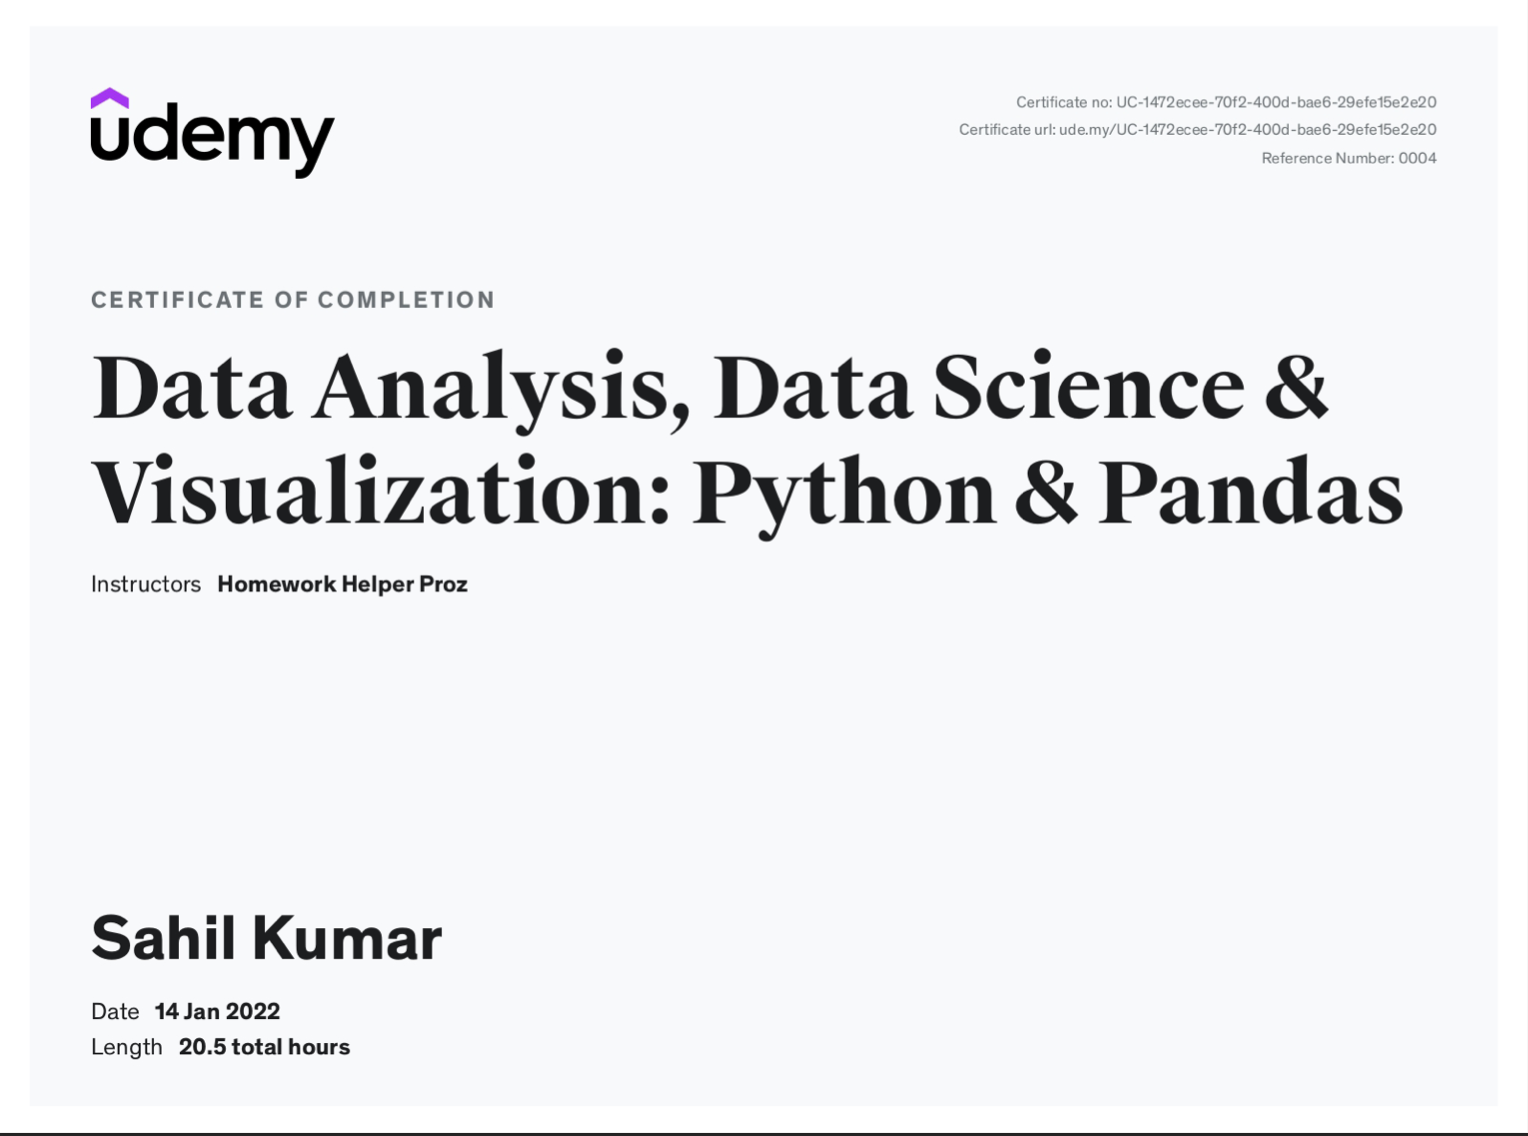 udemy
Certificate no: UC-1472ecee-70f2-400d-bae6-29efe15e2e20
Certificate url: ude.my/UC-1472ecee-70f2-400d-bae6-29efe15e2e20
Reference Number: 0004
CERTIFICATE OF COMPLETION
Data Analysis, Data Science &
Visualization: Python & Pandas
Instructors Homework Helper Proz
Sahil Kumar
Date 14 Jan 2022
Length 20.5 total hours